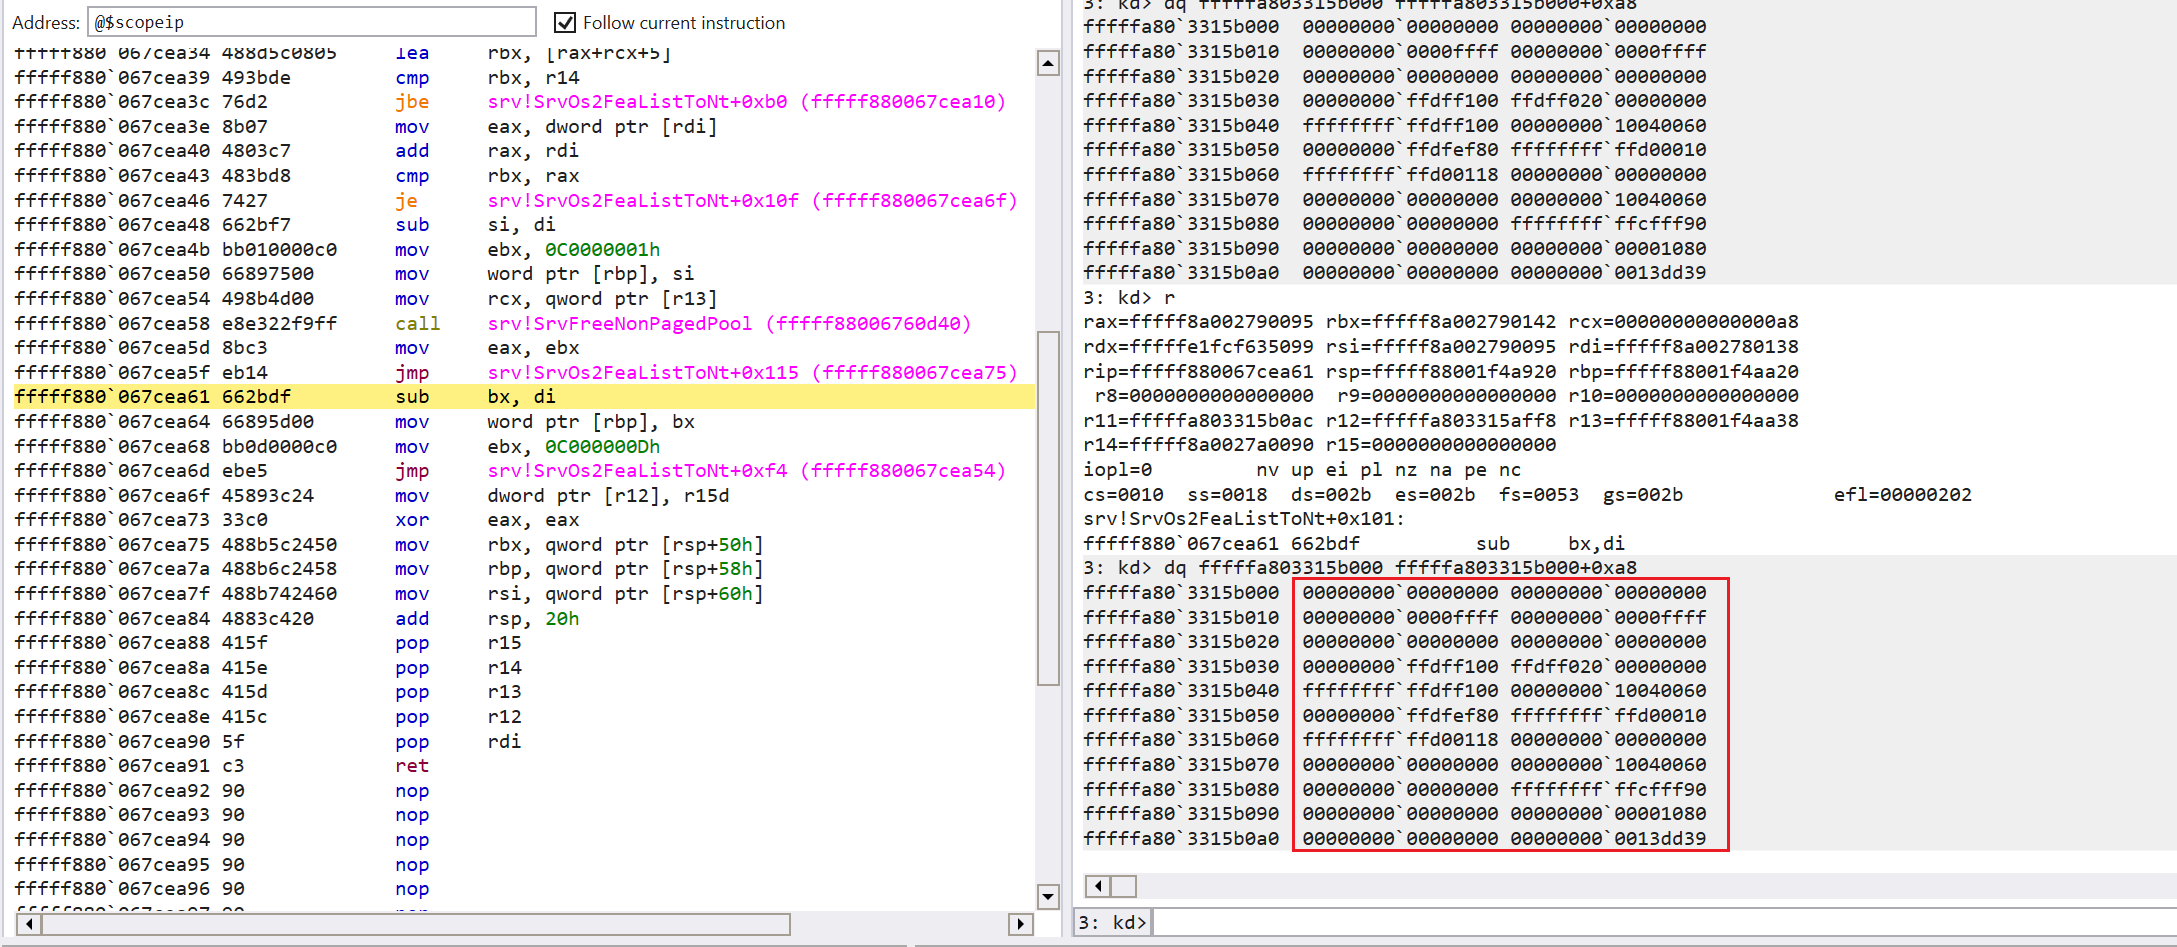 Address: @$scopeip Follow current instruction
fffff880`067cea34 488d5c0805 lea rbx, [rax+rcx+5]
fffff880`067cea39 493bde cmp rbx, r14
fffff880`067cea3c 76d2 jbe srv!SrvOs2FeaListToNt+0xb0 (fffff880067cea10)
fffff880`067cea3e 8b07 mov eax, dword ptr [rdi]
fffff880`067cea40 4803c7 add rax, rdi
fffff880`067cea43 483bd8 cmp rbx, rax
fffff880`067cea46 7427 je srv!SrvOs2FeaListToNt+0x10f (fffff880067cea6f)
fffff880`067cea48 662bf7 sub si, di
fffff880`067cea4b bb010000c0 mov ebx, 0C0000001h
fffff880`067cea50 66897500 mov word ptr [rbp], si
fffff880`067cea54 498b4d00 mov rcx, qword ptr [r13]
fffff880`067cea58 e8e322f9ff call srv!SrvFreeNonPagedPool (fffff88006760d40)
fffff880`067cea5d 8bc3 mov eax, ebx
fffff880`067cea5f eb14 jmp srv!SrvOs2FeaListToNt+0x115 (fffff880067cea75)
fffff880`067cea61 662bdf sub bx, di
fffff880`067cea64 66895d00 mov word ptr [rbp], bx
fffff880`067cea68 bb0d0000c0 mov ebx, 0C000000Dh
fffff880`067cea6d ebe5 jmp srv!SrvOs2FeaListToNt+0xf4 (fffff880067cea54)
fffff880`067cea6f 45893c24 mov dword ptr [r12], r15d
fffff880`067cea73 33c0 xor eax, eax
fffff880`067cea75 488b5c2450 mov rbx, qword ptr [rsp+50h]
fffff880`067cea7a 488b6c2458 mov rbp, qword ptr [rsp+58h]
fffff880`067cea7f 488b742460 mov rsi, qword ptr [rsp+60h]
fffff880`067cea84 4883c420 add rsp, 20h
fffff880`067cea88 415f pop r15
fffff880`067cea8a 415e pop r14
fffff880`067cea8c 415d pop r13
fffff880`067cea8e 415c pop r12
fffff880`067cea90 5f pop rdi
fffff880`067cea91 c3 ret
fffff880`067cea92 90 nop
fffff880`067cea93 90 nop
fffff880`067cea94 90 nop
fffff880`067cea95 90 nop
fffff880`067cea96 90 nop
3: kd> dq fffffa803315b000 fffffa803315b000+0xa8
fffffa80`3315b000 00000000`00000000 00000000`00000000
fffffa80`3315b010 00000000`0000ffff 00000000`0000ffff
fffffa80`3315b020 00000000`00000000 00000000`00000000
fffffa80`3315b030 00000000`ffdff100 ffdff020`00000000
fffffa80`3315b040 ffffffff`ffdff100 00000000`10040060
fffffa80`3315b050 00000000`ffdfef80 ffffffff`ffd00010
fffffa80`3315b060 ffffffff`ffd00118 00000000`00000000
fffffa80`3315b070 00000000`00000000 00000000`10040060
fffffa80`3315b080 00000000`00000000 ffffffff`ffcfff90
fffffa80`3315b090 00000000`00000000 00000000`00001080
fffffa80`3315b0a0 00000000`00000000 00000000`0013dd39
3: kd> r
rax=fffff8a002790095 rbx=fffff8a002790142 rcx=00000000000000a8
rdx=fffffe1fcf635099 rsi=fffff8a002790095 rdi=fffff8a002780138
rip=fffff880067cea61 rsp=fffff88001f4a920 rbp=fffff88001f4aa20
r8=0000000000000000 r9=0000000000000000 r10=0000000000000000
r11=fffffa803315b0ac r12=fffffa803315aff8 r13=fffff88001f4aa38
r14=fffff8a0027a0090 r15=0000000000000000
iopl=0 nv up ei pl nz na pe nc
cs=0010 ss=0018 ds=002b es=002b fs=0053 gs=002b efl=00000202
srv!SrvOs2FeaListToNt+0x101:
fffff880`067cea61 662bdf sub bx,di
3: kd> dq fffffa803315b000 fffffa803315b000+0xa8
fffffa80`3315b000 00000000`00000000 00000000`00000000
fffffa80`3315b010 00000000`0000ffff 00000000`0000ffff
fffffa80`3315b020 00000000`00000000 00000000`00000000
fffffa80`3315b030 00000000`ffdff100 ffdff020`00000000
fffffa80`3315b040 ffffffff`ffdff100 00000000`10040060
fffffa80`3315b050 00000000`ffdfef80 ffffffff`ffd00010
fffffa80`3315b060 ffffffff`ffd00118 00000000`00000000
fffffa80`3315b070 00000000`00000000 00000000`10040060
fffffa80`3315b080 00000000`00000000 ffffffff`ffcfff90
fffffa80`3315b090 00000000`00000000 00000000`00001080
fffffa80`3315b0a0 00000000`00000000 00000000`0013dd39
3: kd>